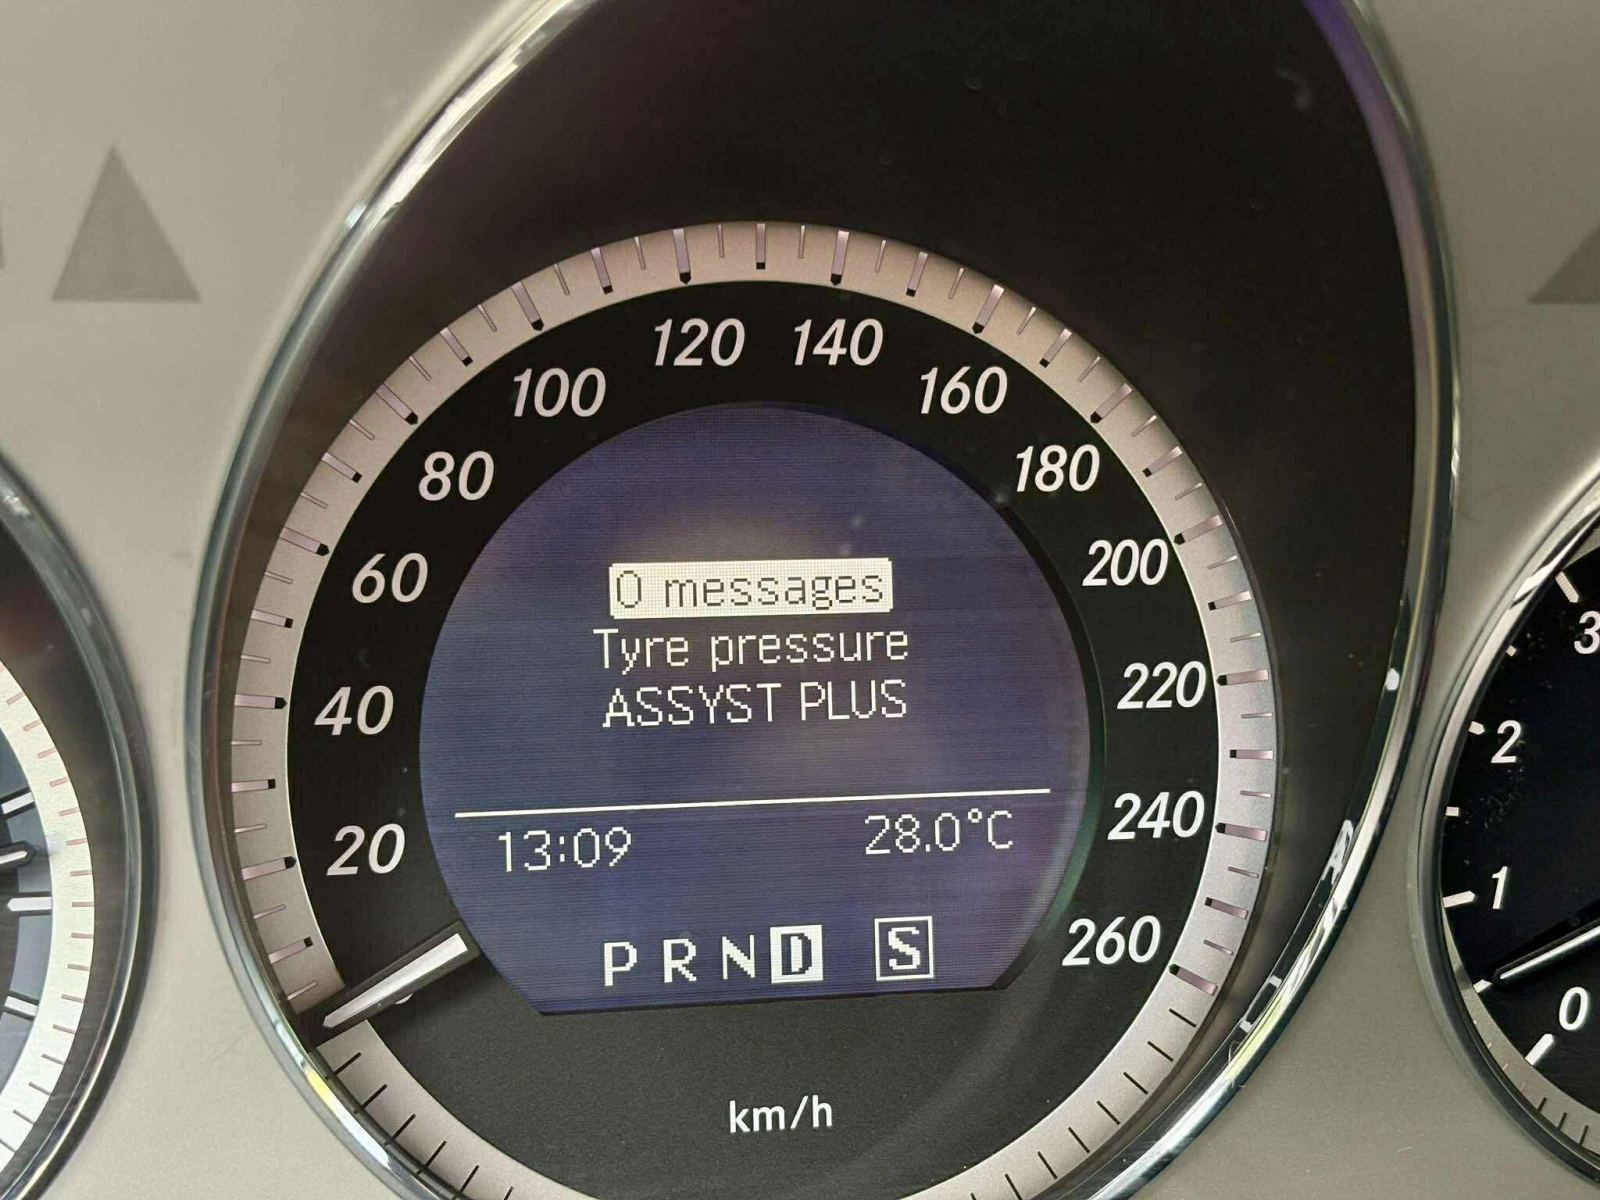 120 140
100 160
80 180
60 200
40 220
20 240
260
0 messages
Tyre pressure
ASSYST PLUS
13:09 28.0°C
P R N D S
km/h
3
2
1
0